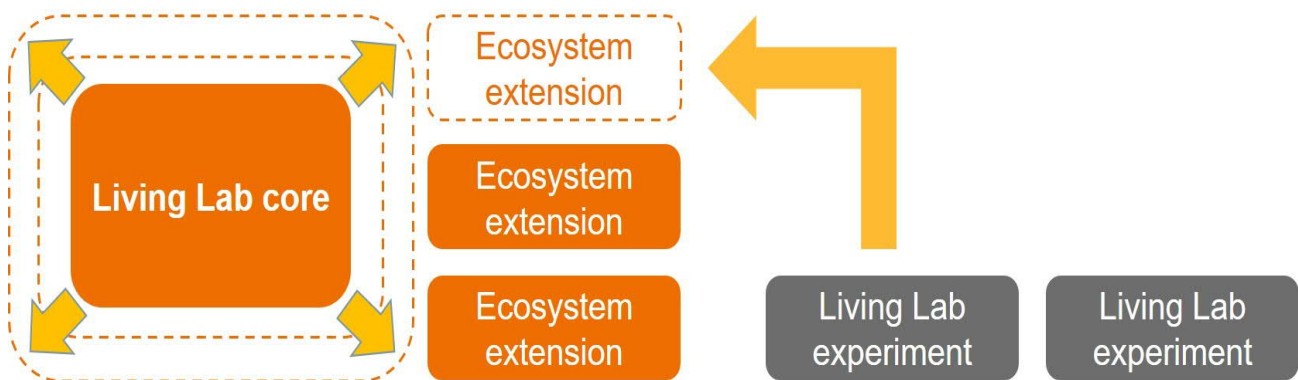 Living Lab core
Ecosystem
extension
Ecosystem
extension
Ecosystem
extension
Living Lab
experiment
Living Lab
experiment